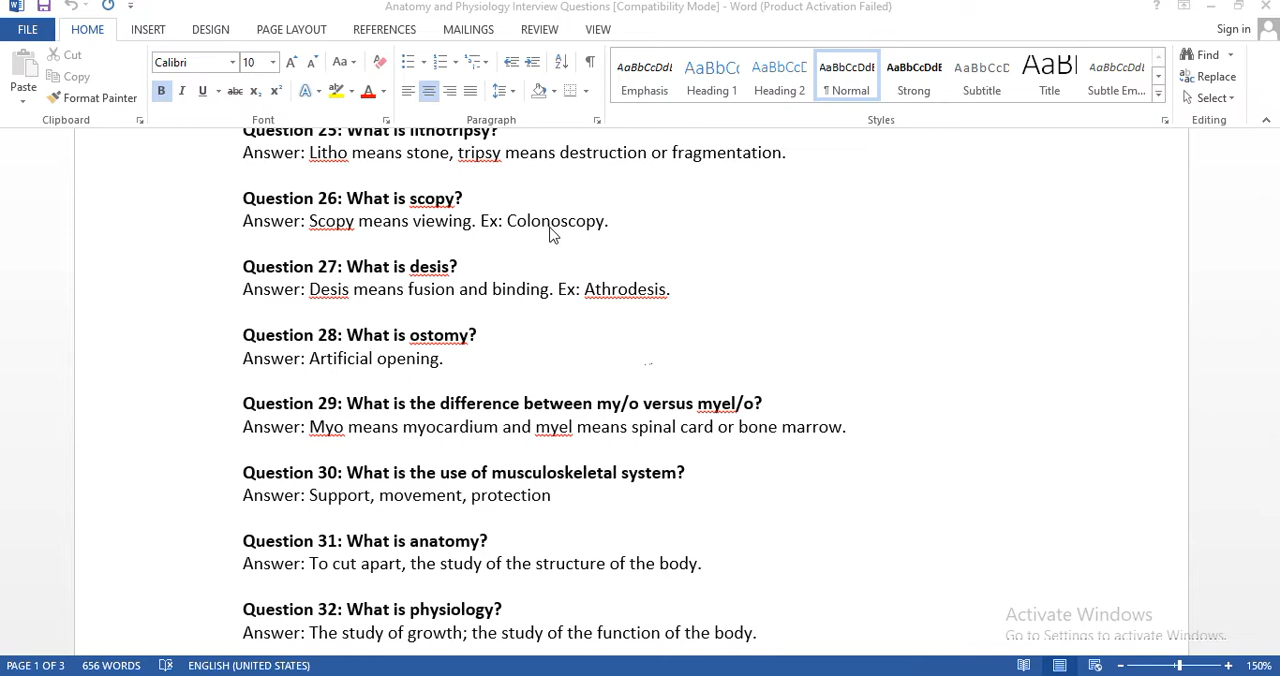 Anatomy and Physiology Interview Questions [Compatibility Mode] - Word (Product Activation Failed)
FILE HOME INSERT DESIGN PAGE LAYOUT REFERENCES MAILINGS REVIEW VIEW Sign in
Paste
Cut
Copy
Format Painter
Clipboard
Calibri 10
Font
Paragraph
AaBbCcDdI AaBbCc AaBbCcD AaBbCcDdE AaBbCcDdE AaBbCcD AaBl AaBbCcDdI
Emphasis Heading 1 Heading 2 ¶ Normal Strong Subtitle Title Subtle Em...
Styles
Find
Replace
Select
Editing
Question 25: What is lithotripsy?
Answer: Litho means stone, tripsy means destruction or fragmentation.
Question 26: What is scopy?
Answer: Scopy means viewing. Ex: Colonoscopy.
Question 27: What is desis?
Answer: Desis means fusion and binding. Ex: Athrodesis.
Question 28: What is ostomy?
Answer: Artificial opening.
Question 29: What is the difference between my/o versus myel/o?
Answer: Myo means myocardium and myel means spinal card or bone marrow.
Question 30: What is the use of musculoskeletal system?
Answer: Support, movement, protection
Question 31: What is anatomy?
Answer: To cut apart, the study of the structure of the body.
Question 32: What is physiology?
Answer: The study of growth; the study of the function of the body.
Activate Windows
Go to Settings to activate Windows.
PAGE 1 OF 3 656 WORDS ENGLISH (UNITED STATES) 150%